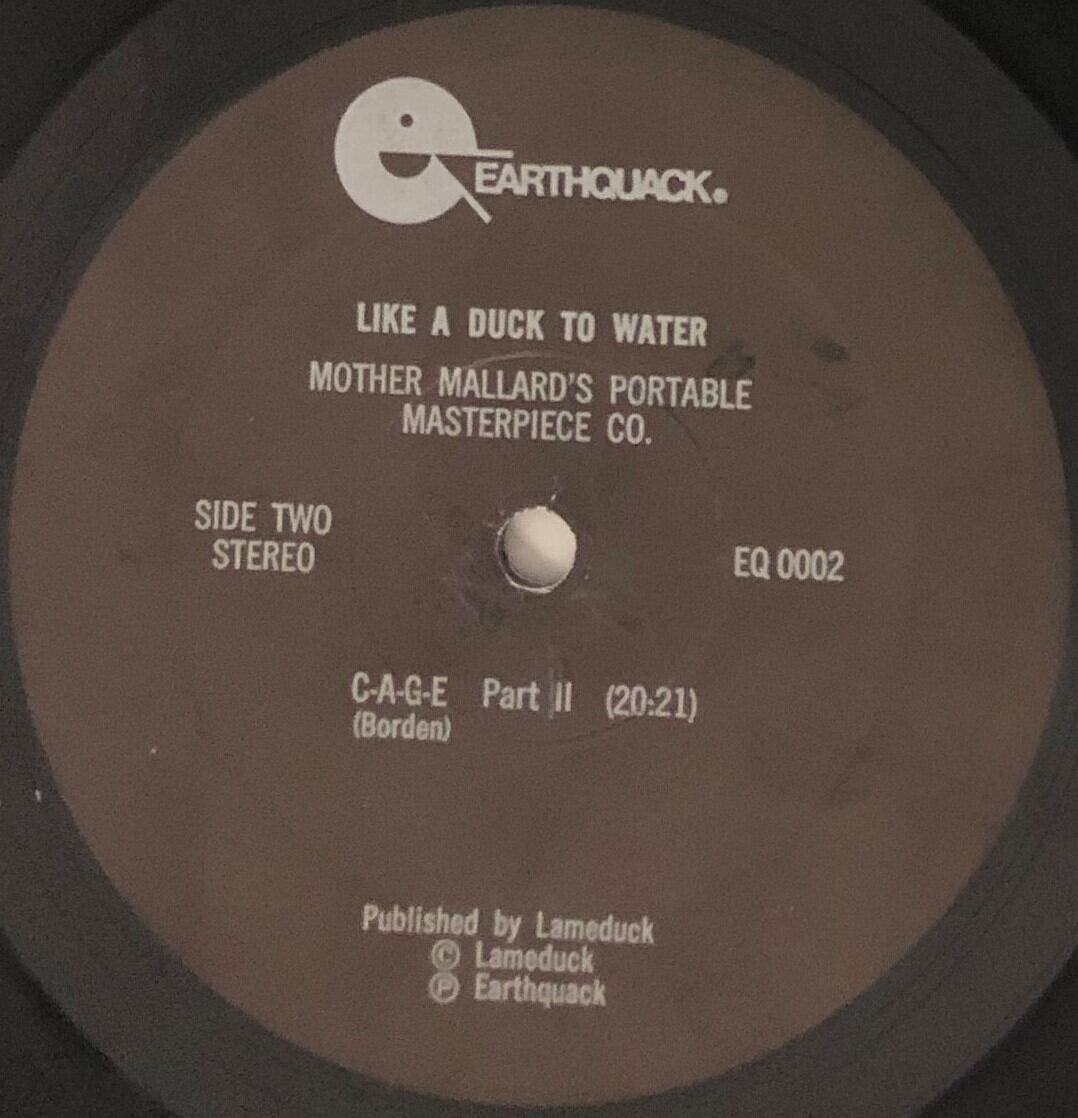 EARTHQUACK.
LIKE A DUCK TO WATER
MOTHER MALLARD'S PORTABLE
MASTERPIECE CO.
SIDE TWO
STEREO
EQ 0002
C-A-G-E Part II (20:21)
(Borden)
Published by Lameduck
© Lameduck
℗ Earthquack